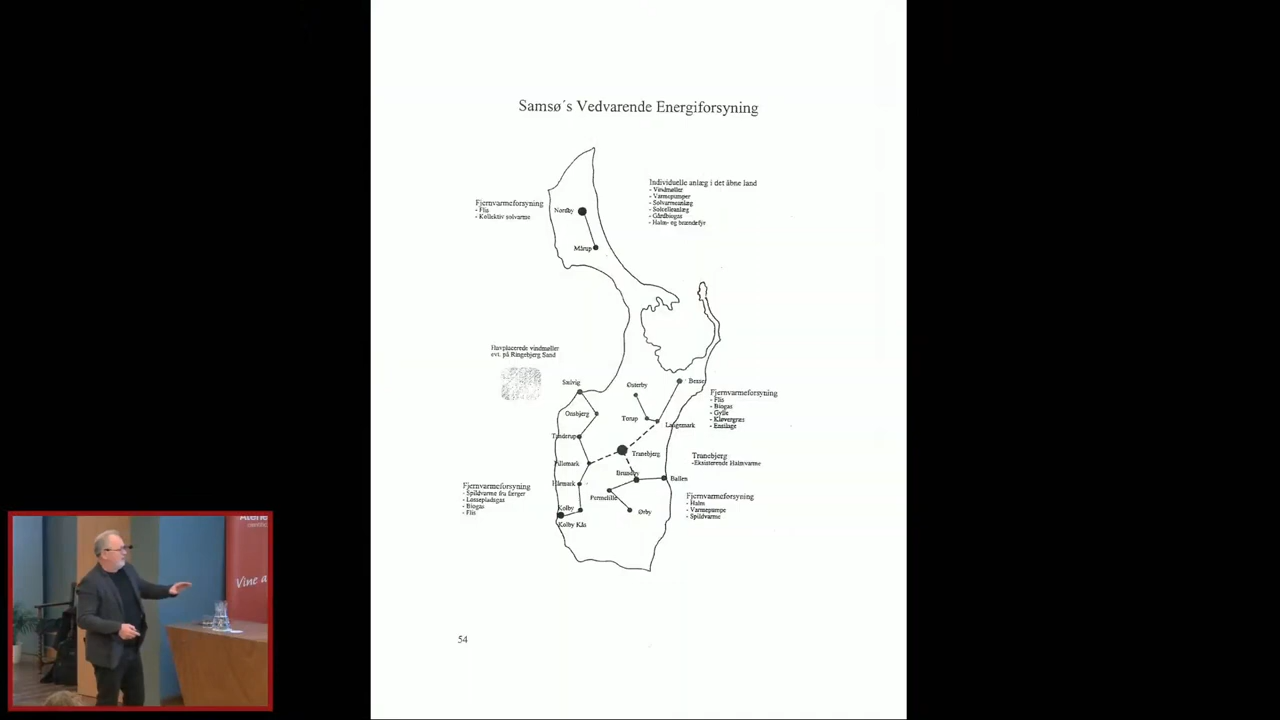 Samsø´s Vedvarende Energiforsyning
Individuelle anlæg i det åbne land
- Vindmøller
- Varmepumper
- Solvarmeanlæg
- Solcelleanlæg
- Gårdbiogas
- Halm- og brændefyr
Fjernvarmeforsyning
- Flis
- Kollektiv solvarme
Nordby
Mårup
Havplacerede vindmøller
evt. på Ringebjerg Sand
Sælvig
Østerby
Besser
Onsbjerg
Torup
Langemark
Fjernvarmeforsyning
- Flis
- Biogas
- Gylle
- Kløvergræs
- Ensilage
Tanderup
Tranebjerg
Pillemark
Tranebjerg
-Eksisterende Halmvarme
Brundby
Ballen
Hårmark
Permelille
Fjernvarmeforsyning
- Spildvarme fra færger
- Lossepladsgas
- Biogas
- Flis
Kolby
Ørby
Kolby Kås
Fjernvarmeforsyning
- Halm
- Varmepumpe
- Spildvarme
54
Vine a